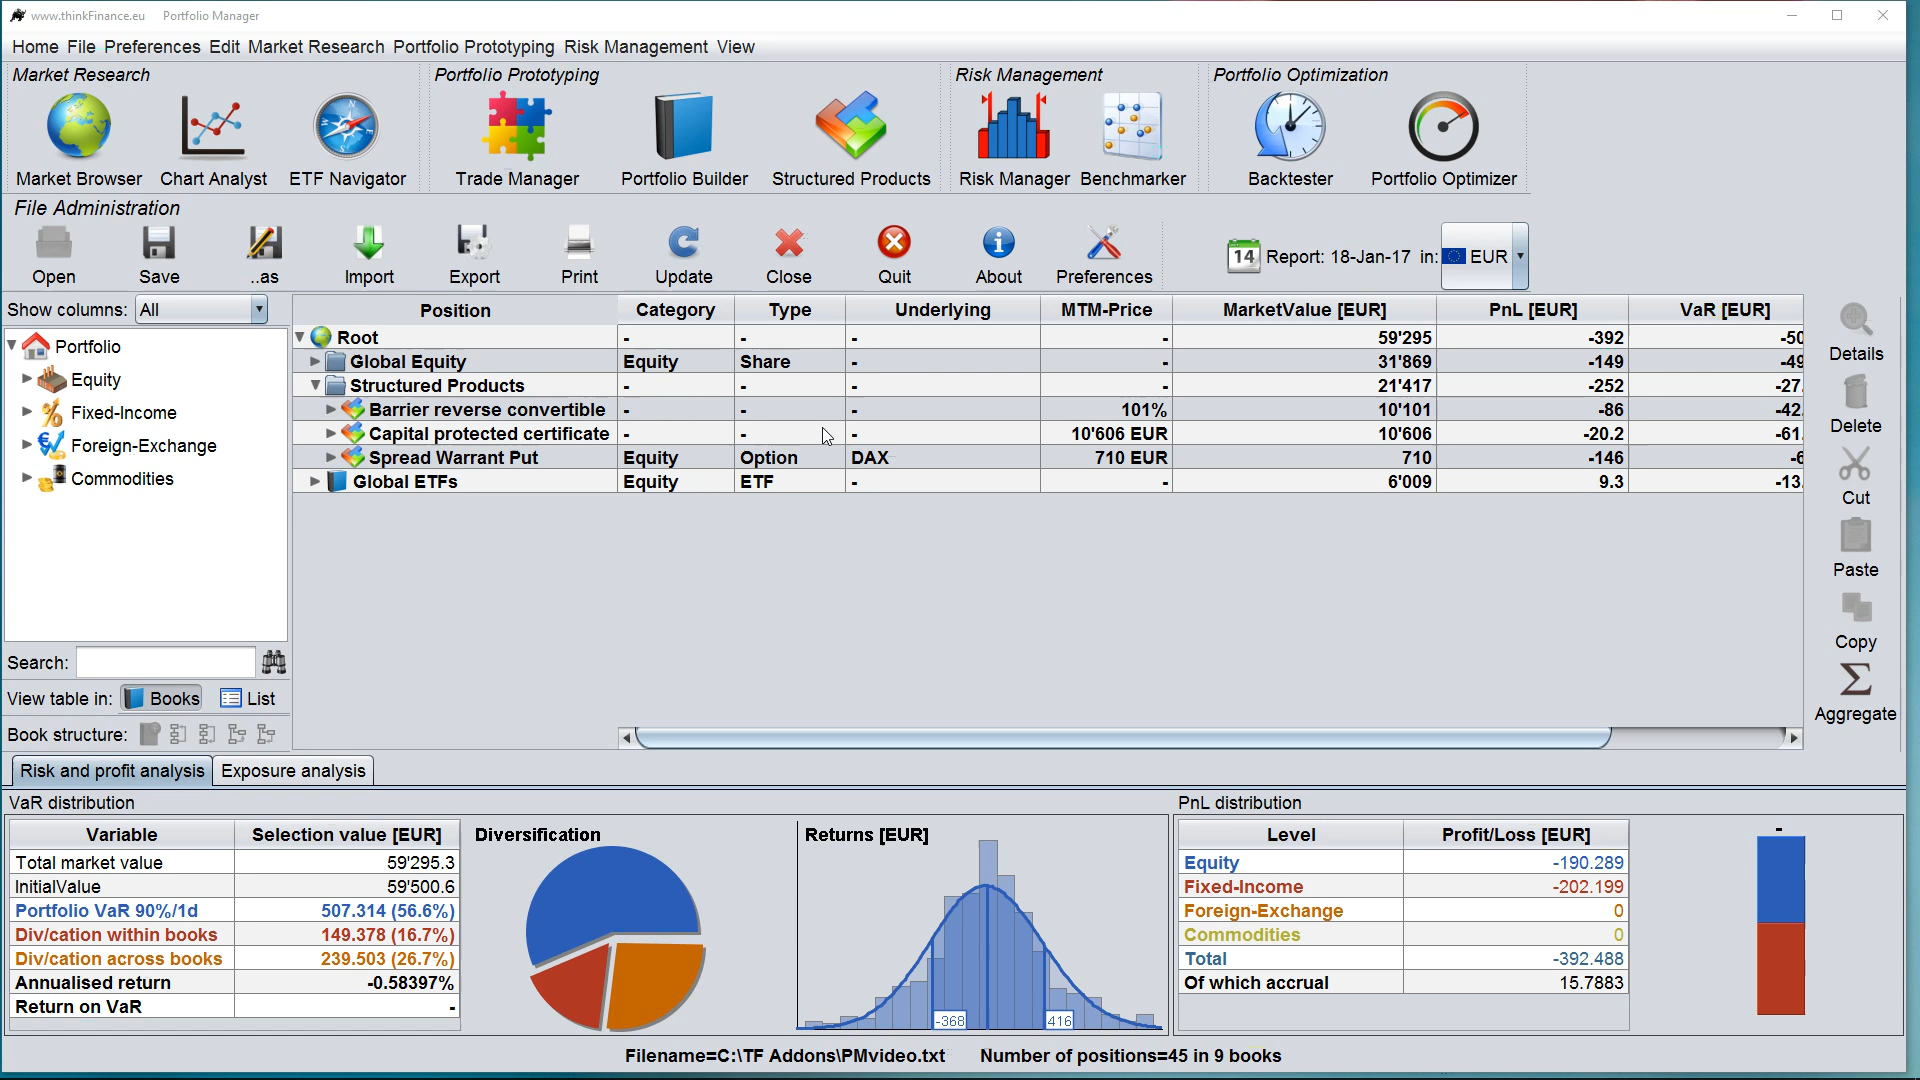 www.thinkFinance.eu Portfolio Manager
Home File Preferences Edit Market Research Portfolio Prototyping Risk Management View
Market Research Portfolio Prototyping Risk Management Portfolio Optimization
Market Browser Chart Analyst ETF Navigator Trade Manager Portfolio Builder Structured Products Risk Manager Benchmarker Backtester Portfolio Optimizer
File Administration
Open Save ..as Import Export Print Update Close Quit About Preferences 14 Report: 18-Jan-17 in: EUR
Show columns: All
Portfolio
Equity
Fixed-Income
Foreign-Exchange
Commodities
Search:
View table in: Books List
Book structure:
Position Category Type Underlying MTM-Price MarketValue [EUR] PnL [EUR] VaR [EUR]
Root - - - - 59'295 -392 -50
Global Equity Equity Share - - 31'869 -149 -49
Structured Products - - - - 21'417 -252 -27.
Barrier reverse convertible - - - 101% 10'101 -86 -42.
Capital protected certificate - - - 10'606 EUR 10'606 -20.2 -61.
Spread Warrant Put Equity Option DAX 710 EUR 710 -146 -6
Global ETFs Equity ETF - - 6'009 9.3 -13.
Details
Delete
Cut
Paste
Copy
Aggregate
Risk and profit analysis Exposure analysis
VaR distribution
Variable Selection value [EUR]
Total market value 59'295.3
InitialValue 59'500.6
Portfolio VaR 90%/1d 507.314 (56.6%)
Div/cation within books 149.378 (16.7%)
Div/cation across books 239.503 (26.7%)
Annualised return -0.58397%
Return on VaR -
Diversification
Returns [EUR]
-368 416
PnL distribution
Level Profit/Loss [EUR]
Equity -190.289
Fixed-Income -202.199
Foreign-Exchange 0
Commodities 0
Total -392.488
Of which accrual 15.7883
-
Filename=C:\TF Addons\PMvideo.txt Number of positions=45 in 9 books